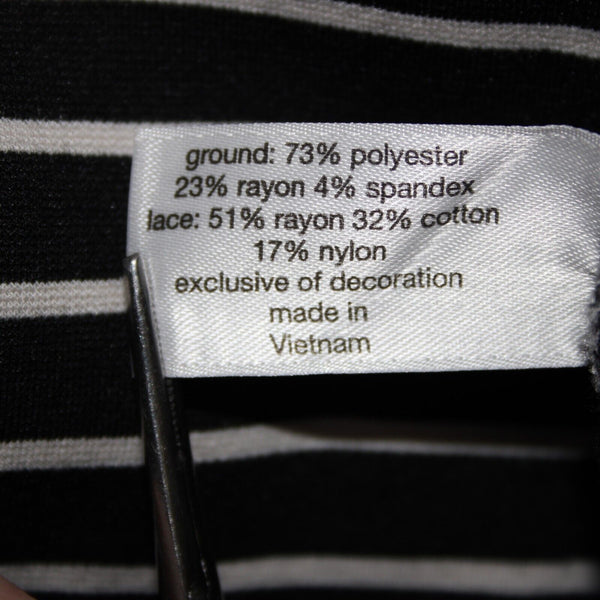 ground: 73% polyester
23% rayon 4% spandex
lace: 51% rayon 32% cotton
17% nylon
exclusive of decoration
made in
Vietnam